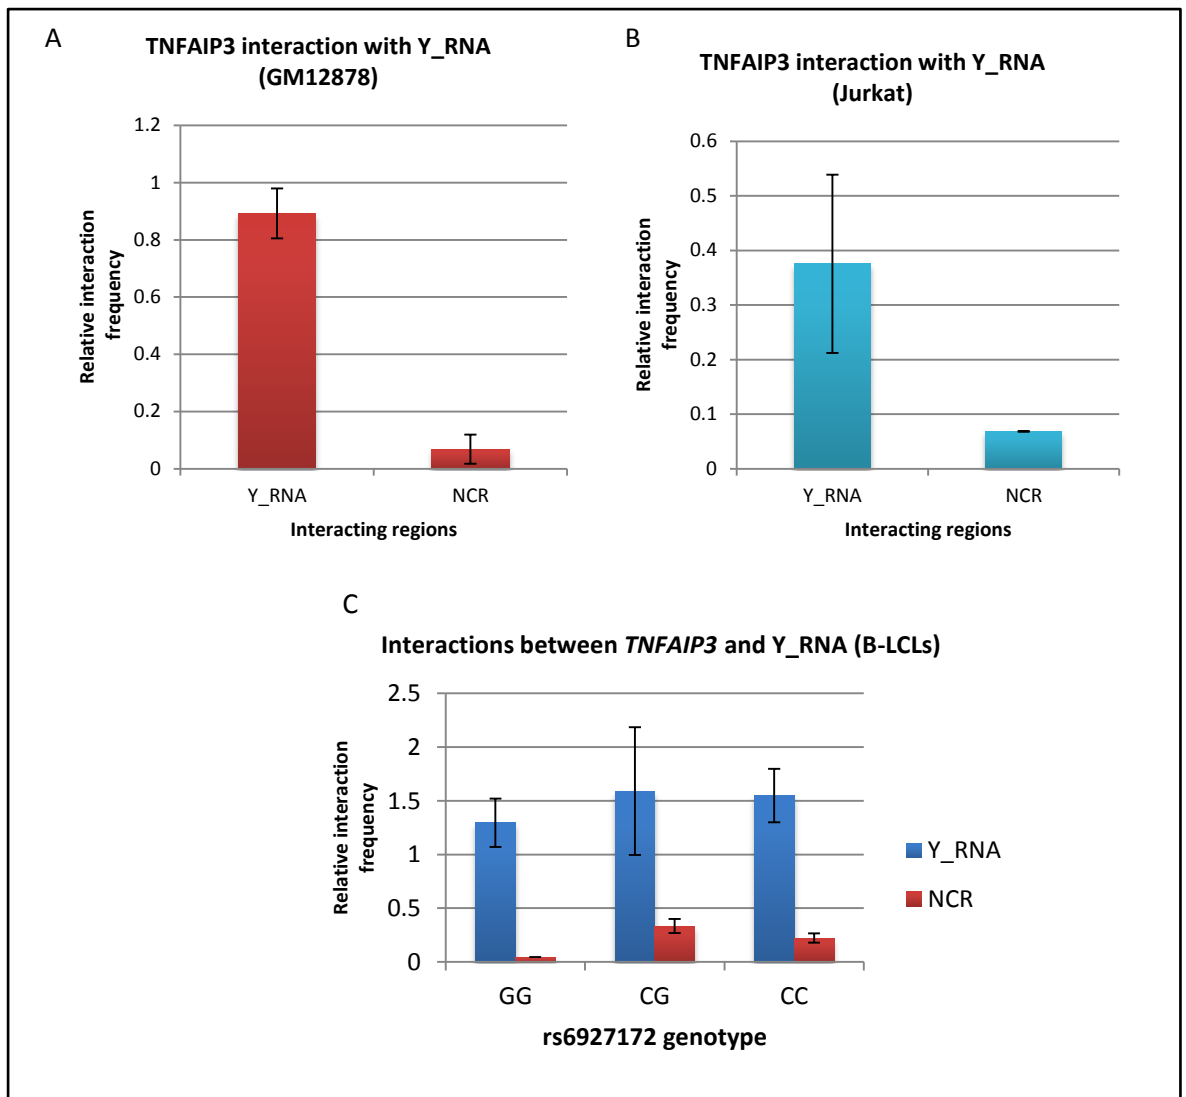 A
TNFAIP3 interaction with Y_RNA
(GM12878)
1.2
1
0.8
0.6
0.4
0.2
0
Relative interaction
frequency
Y_RNA
NCR
Interacting regions
B
TNFAIP3 interaction with Y_RNA
(Jurkat)
0.6
0.5
0.4
0.3
0.2
0.1
0
Relative interaction
frequency
Y_RNA
NCR
Interacting regions
C
Interactions between TNFAIP3 and Y_RNA (B-LCLs)
2.5
2
1.5
1
0.5
0
Relative interaction
frequency
GG
CG
CC
rs6927172 genotype
Y_RNA
NCR